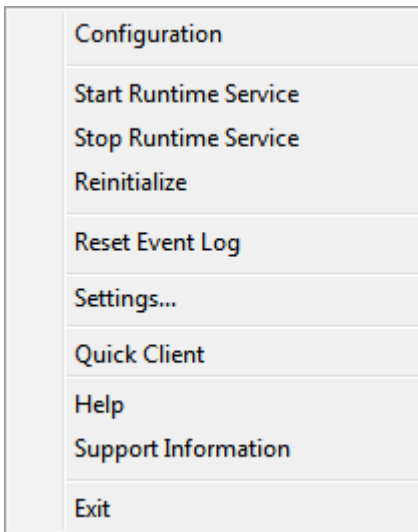 Configuration
Start Runtime Service
Stop Runtime Service
Reinitialize
Reset Event Log
Settings...
Quick Client
Help
Support Information
Exit